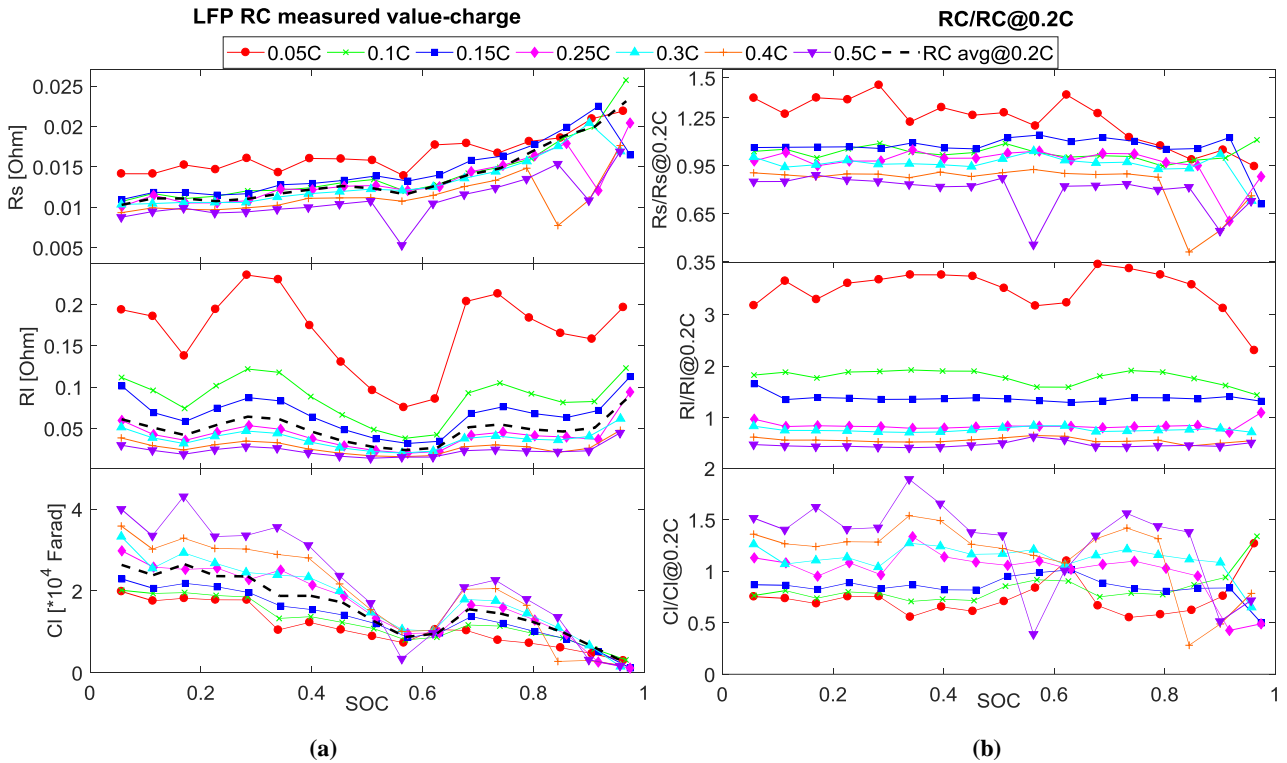 LFP RC measured value-charge
RC/RC@0.2C
0.05C 0.1C 0.15C 0.25C 0.3C 0.4C 0.5C RC avg@0.2C
Rs [Ohm]
0.025
0.02
0.015
0.01
0.005
Rl [Ohm]
0.2
0.15
0.1
0.05
Cl [*10^4 Farad]
4
2
0
0 0.2 0.4 0.6 0.8 1
SOC
(a)
Rs/Rs@0.2C
1.5
1.25
0.95
0.65
0.35
Rl/Rl@0.2C
3
2
1
Cl/Cl@0.2C
2
1.5
1
0.5
0
0 0.2 0.4 0.6 0.8 1
SOC
(b)